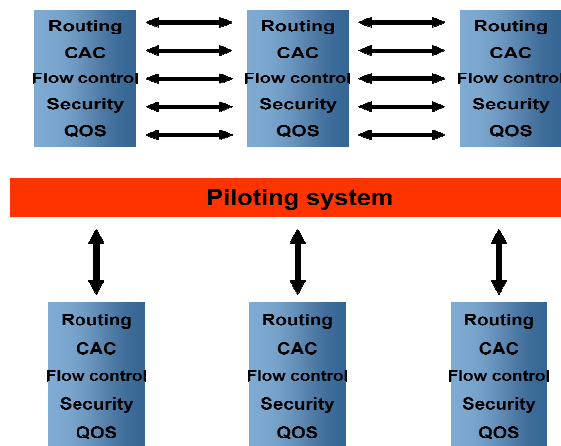 Routing Routing Routing
CAC CAC CAC
Flow control Flow control Flow control
Security Security Security
QOS QOS QOS
Piloting system
Routing Routing Routing
CAC CAC CAC
Flow control Flow control Flow control
Security Security Security
QOS QOS QOS